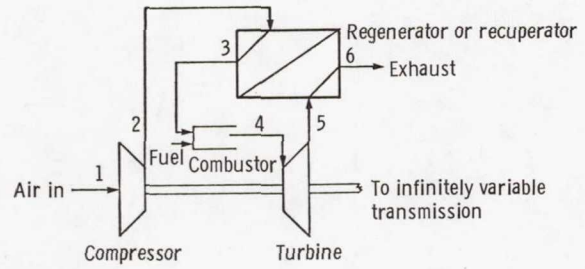 Regenerator or recuperator
3
6
Exhaust
2
4
5
Fuel
Combustor
1
Air in
To infinitely variable
transmission
Compressor
Turbine